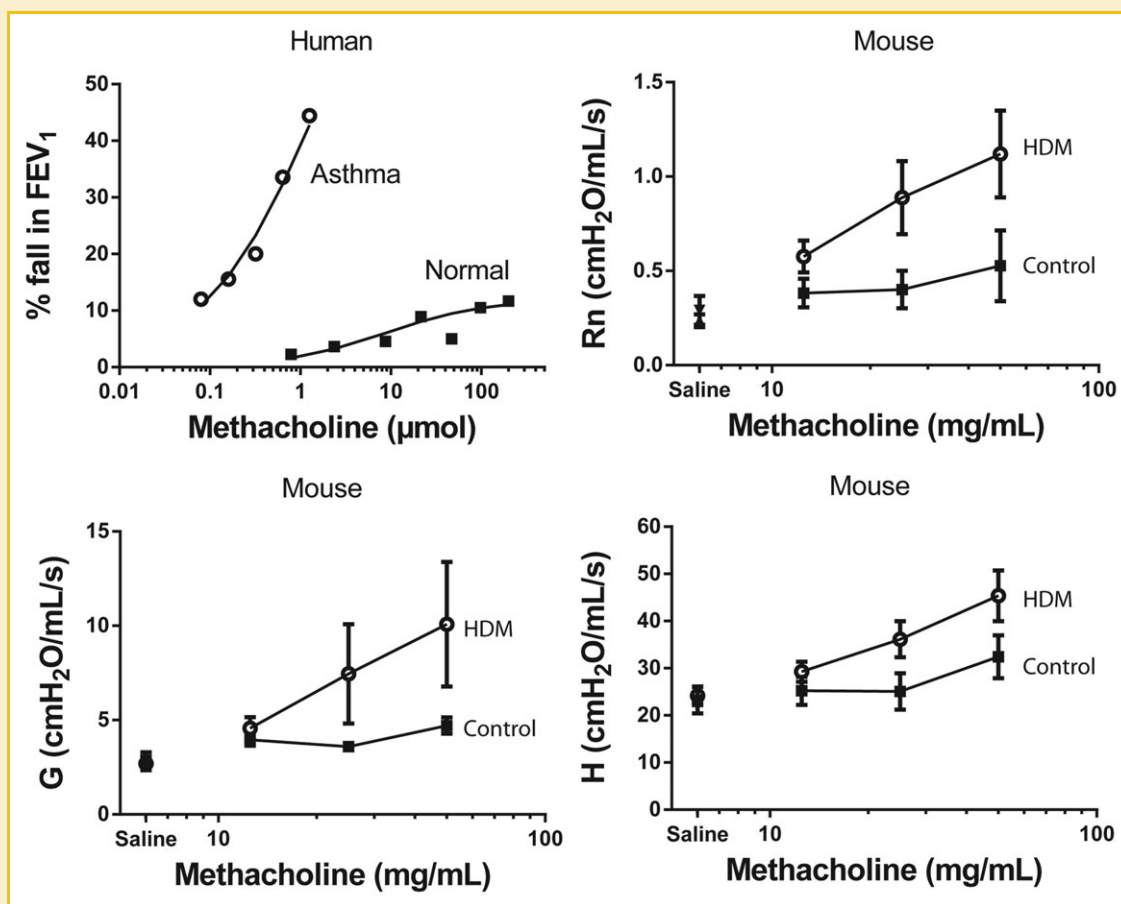 Human
50
40
30
20
10
0
% fall in FEV1
Asthma
Normal
0.01
0.1
1
10
100
Methacholine (µmol)
Mouse
1.5
1.0
0.5
0.0
Rn (cmH2O/mL/s)
HDM
Control
Saline
10
100
Methacholine (mg/mL)
Mouse
15
10
5
0
G (cmH2O/mL/s)
HDM
Control
Saline
10
100
Methacholine (mg/mL)
Mouse
60
50
40
30
20
10
0
H (cmH2O/mL/s)
HDM
Control
Saline
10
100
Methacholine (mg/mL)